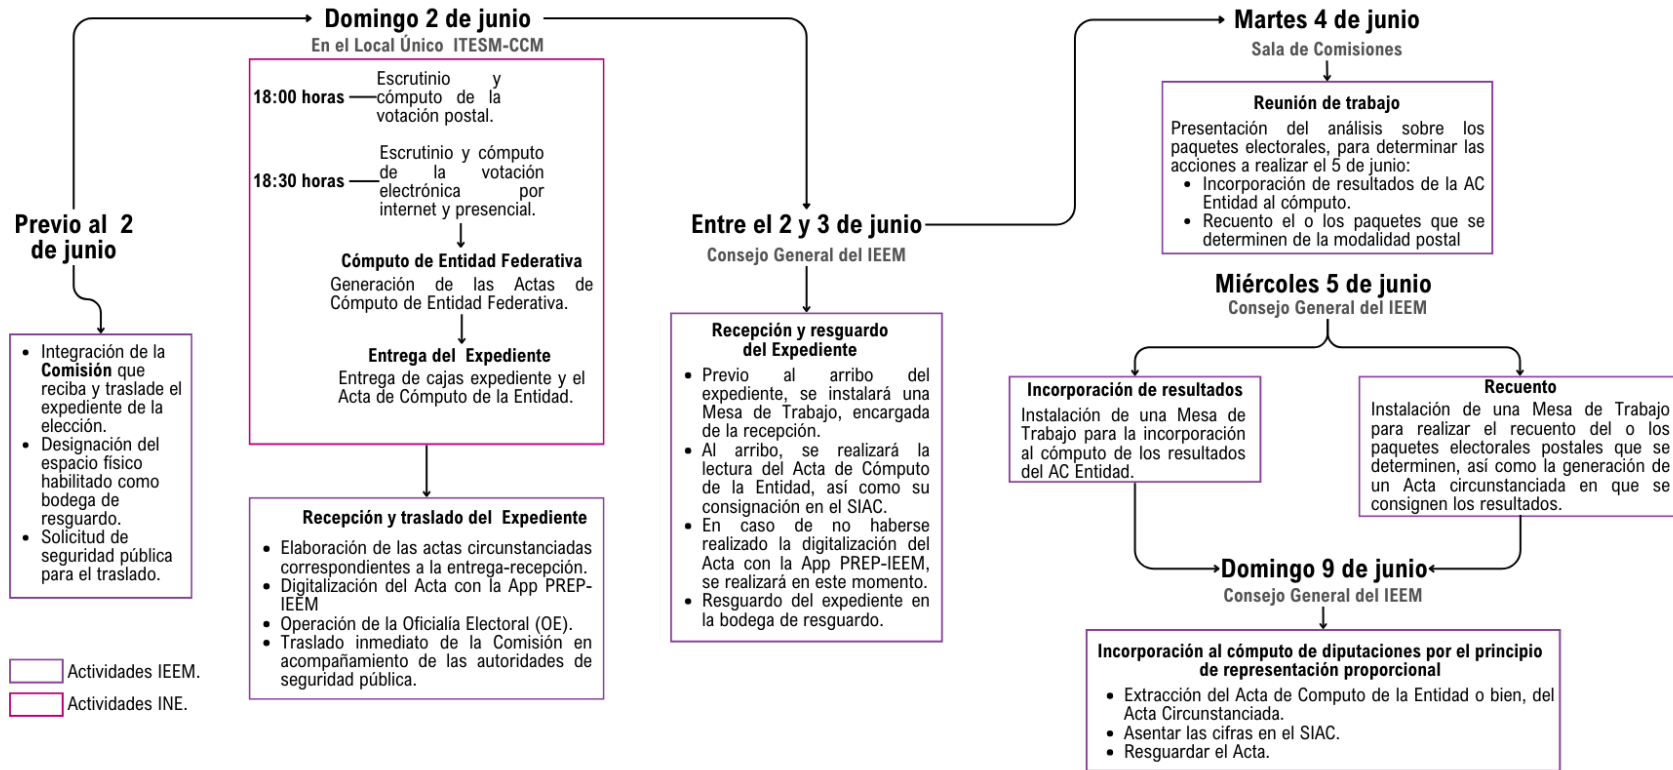 Previo al 2
de junio
• Integración de la
Comisión que
reciba y traslade el
expediente de la
elección.
• Designación del
espacio físico
habilitado como
bodega de
resguardo.
• Solicitud de
seguridad pública
para el traslado.
Actividades IEEM.
Actividades INE.
Domingo 2 de junio
En el Local Único ITESM-CCM
18:00 horas
Escrutinio y
cómputo de la
votación postal.
18:30 horas
Escrutinio y cómputo
de la votación
electrónica por
internet y presencial.
Cómputo de Entidad Federativa
Generación de las Actas de
Cómputo de Entidad Federativa.
Entrega del Expediente
Entrega de cajas expediente y el
Acta de Cómputo de la Entidad.
Recepción y traslado del Expediente
• Elaboración de las actas circunstanciadas
correspondientes a la entrega-recepción.
• Digitalización del Acta con la App PREP-
IEEM
• Operación de la Oficialía Electoral (OE).
• Traslado inmediato de la Comisión en
acompañamiento de las autoridades de
seguridad pública.
Entre el 2 y 3 de junio
Consejo General del IEEM
Recepción y resguardo
del Expediente
• Previo al arribo del
expediente, se instalará una
Mesa de Trabajo, encargada
de la recepción.
• Al arribo, se realizará la
lectura del Acta de Cómputo
de la Entidad, así como su
consignación en el SIAC.
• En caso de no haberse
realizado la digitalización del
Acta con la App PREP-IEEM,
se realizará en este momento.
• Resguardo del expediente en
la bodega de resguardo.
Martes 4 de junio
Sala de Comisiones
Reunión de trabajo
Presentación del análisis sobre los
paquetes electorales, para determinar las
acciones a realizar el 5 de junio:
• Incorporación de resultados de la AC
Entidad al cómputo.
• Recuento el o los paquetes que se
determinen de la modalidad postal
Miércoles 5 de junio
Consejo General del IEEM
Incorporación de resultados
Instalación de una Mesa de
Trabajo para la incorporación
al cómputo de los resultados
del AC Entidad.
Recuento
Instalación de una Mesa de Trabajo
para realizar el recuento del o los
paquetes electorales postales que se
determinen, así como la generación de
un Acta circunstanciada en que se
consignen los resultados.
Domingo 9 de junio
Consejo General del IEEM
Incorporación al cómputo de diputaciones por el principio
de representación proporcional
• Extracción del Acta de Computo de la Entidad o bien, del
Acta Circunstanciada.
• Asentar las cifras en el SIAC.
• Resguardar el Acta.